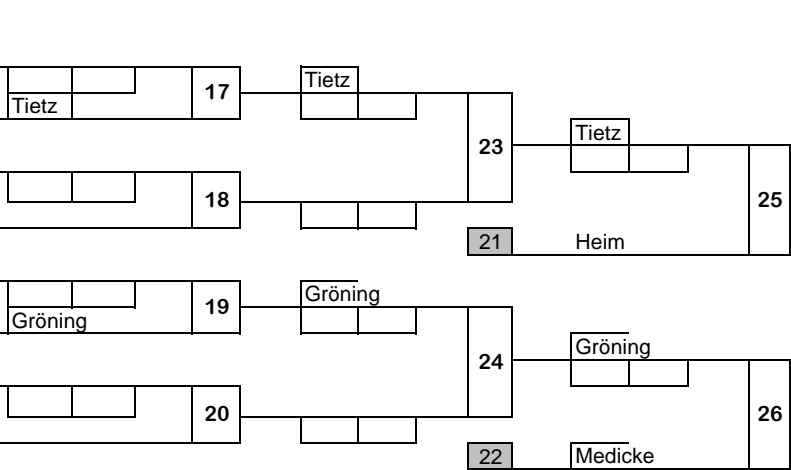 17
Tietz
Tietz
23
Tietz
18
25
21
Heim
19
Gröning
Gröning
24
Gröning
20
26
22
Medicke